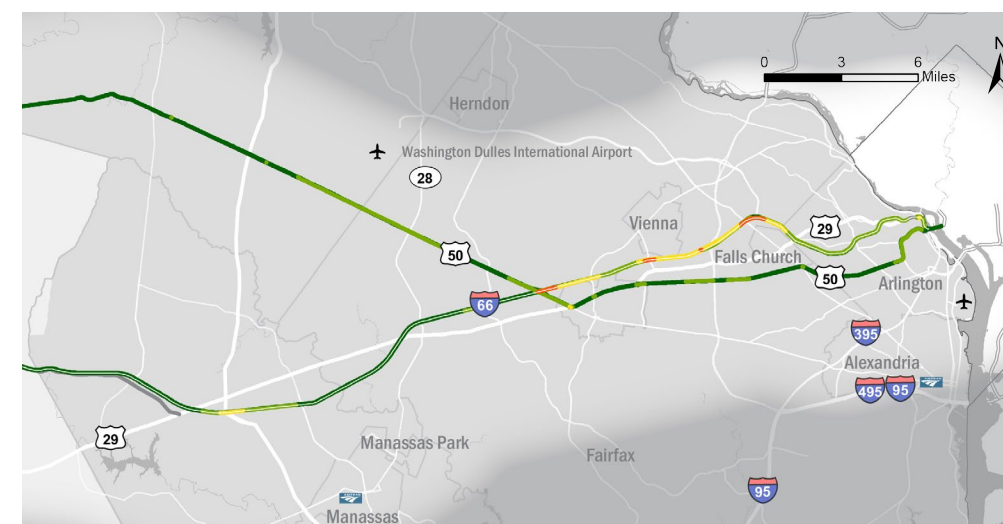 N
0 3 6
Miles
Herndon
Washington Dulles International Airport
28
Vienna
29
50
Falls Church
50
Arlington
66
395
Alexandria
495
95
29
Manassas Park
Fairfax
95
Manassas